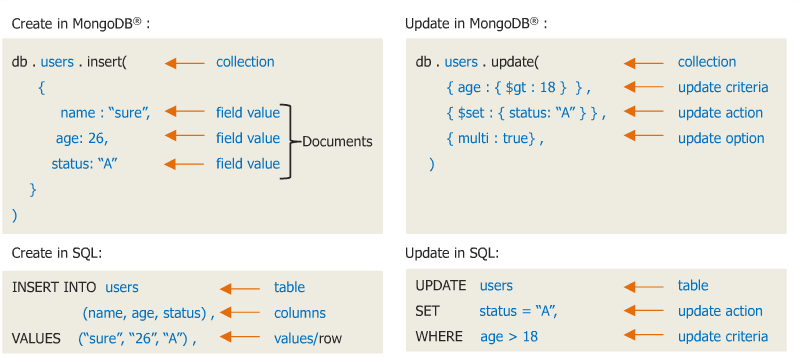 Create in MongoDB® :
db . users . insert( collection
{
name : “sure”, field value
age: 26, field value
status: “A” field value
Documents
}
)
Update in MongoDB® :
db . users . update( collection
{ age : { $gt : 18 } } , update criteria
{ $set : { status: “A” } } , update action
{ multi : true} , update option
)
Create in SQL:
INSERT INTO users table
(name, age, status) , columns
VALUES (“sure”, “26”, “A”) , values/row
Update in SQL:
UPDATE users table
SET status = “A”, update action
WHERE age > 18 update criteria